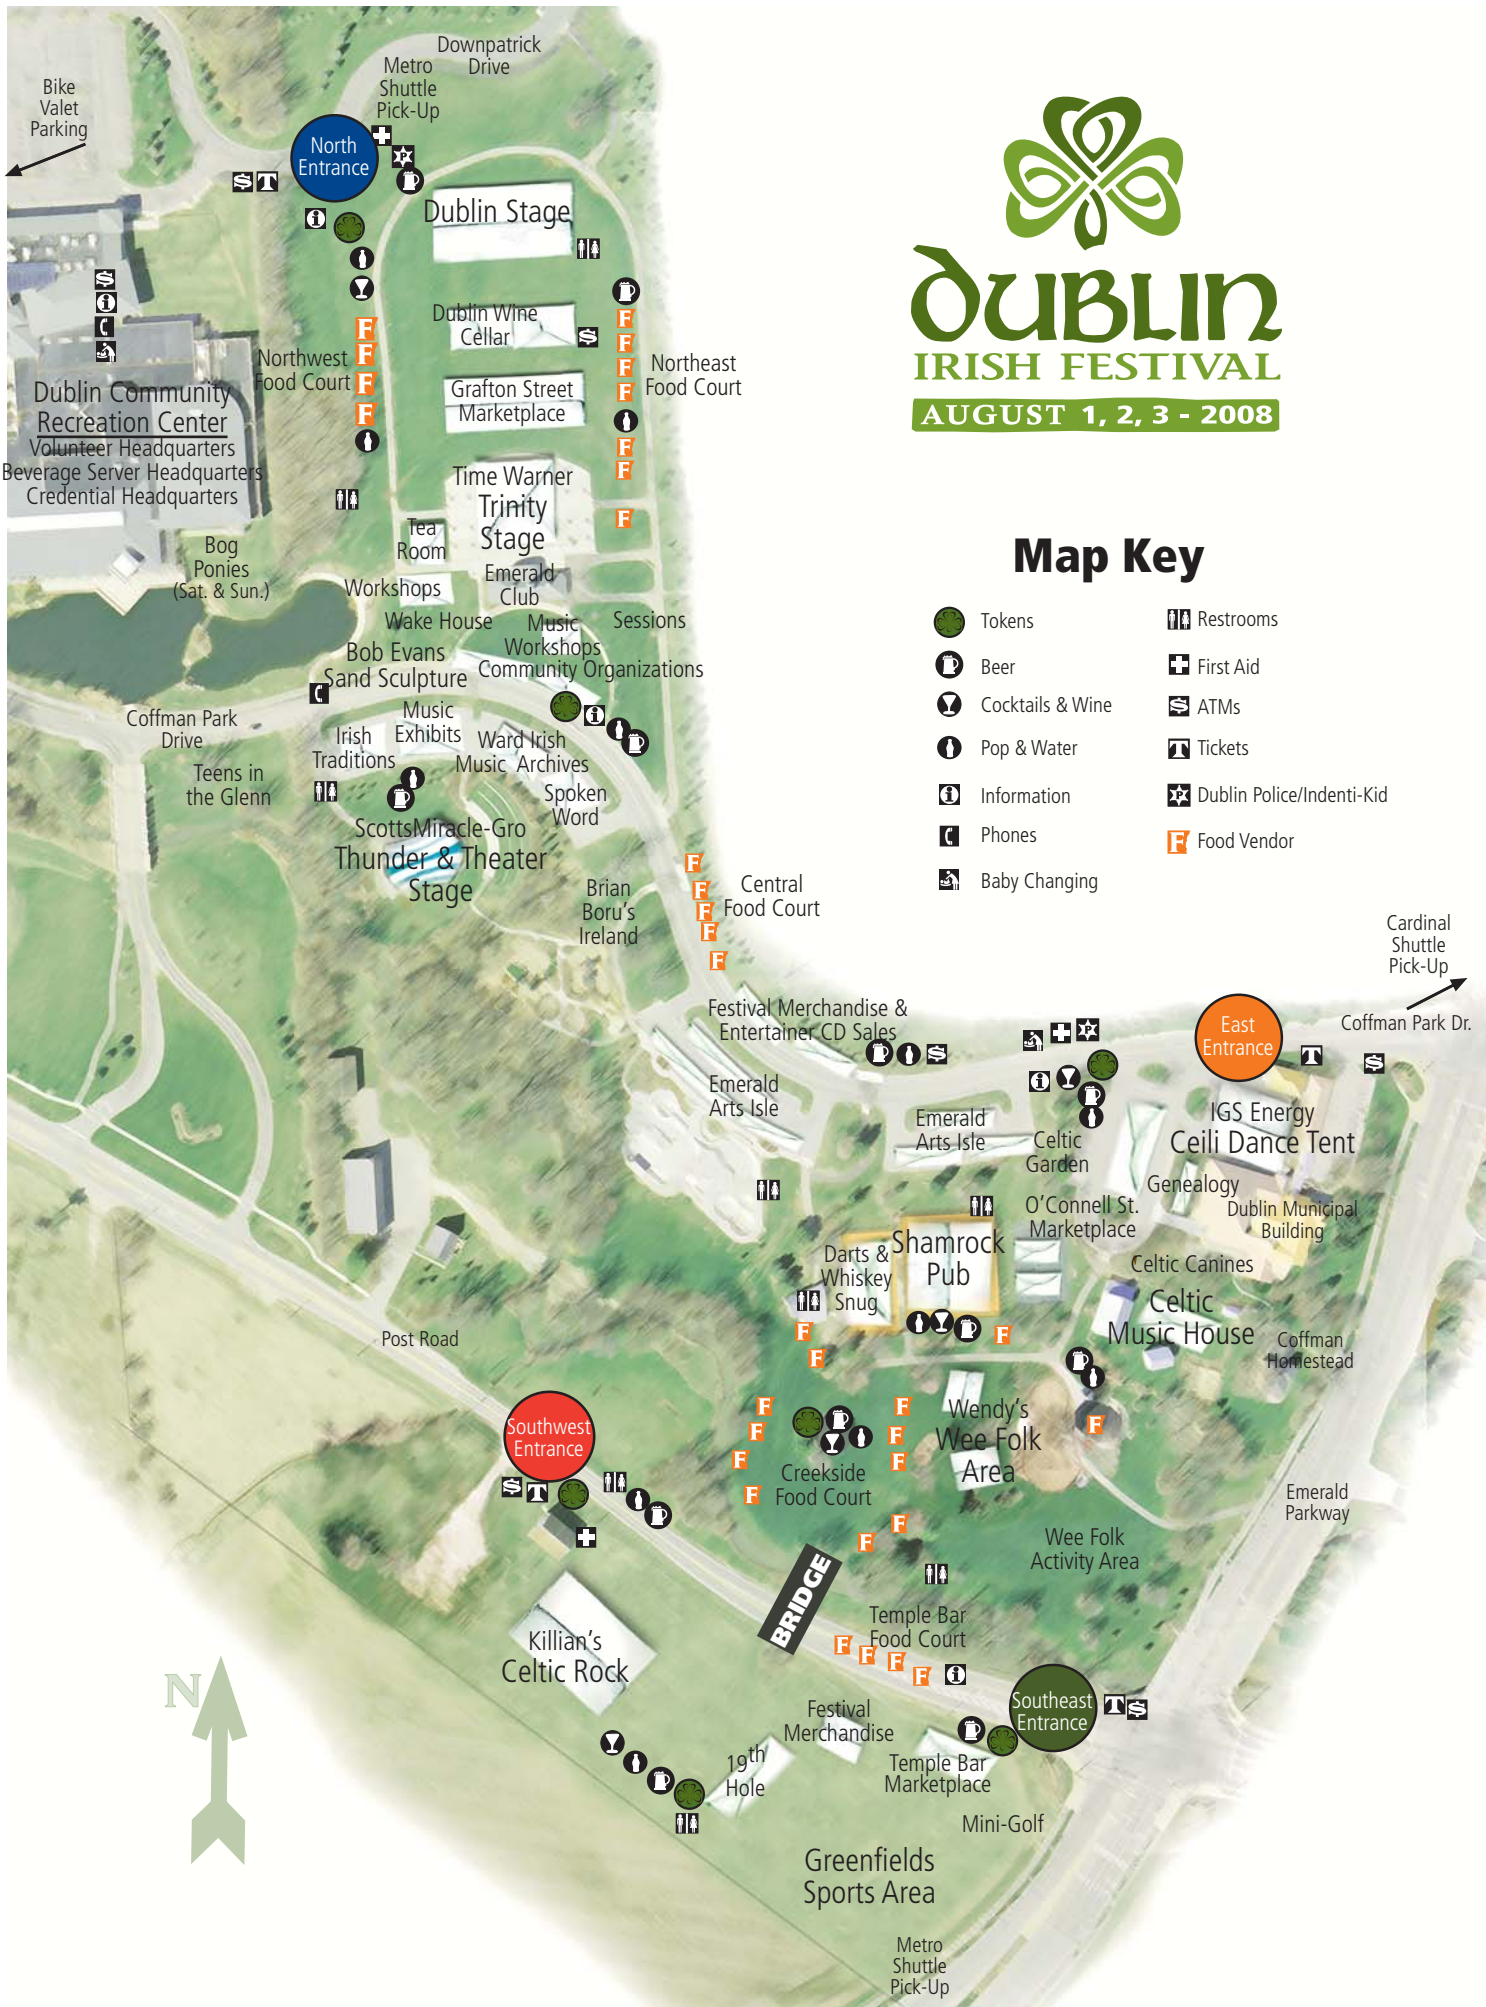 Downpatrick
Drive
Metro
Shuttle
Pick-Up
Bike
Valet
Parking
North
Entrance
Dublin Stage
DUBLIN
IRISH FESTIVAL
AUGUST 1, 2, 3 - 2008
Dublin Wine
Cellar
Northwest
Food Court
Northeast
Food Court
Grafton Street
Marketplace
Dublin Community
Recreation Center
Volunteer Headquarters
Beverage Server Headquarters
Credential Headquarters
Time Warner
Trinity
Stage
Tea
Room
Bog
Ponies
(Sat. & Sun.)
Workshops
Emerald
Club
Wake House
Music
Workshops
Sessions
Bob Evans
Sand Sculpture
Community Organizations
Map Key
Tokens
Beer
Cocktails & Wine
Pop & Water
Information
Phones
Baby Changing
Restrooms
First Aid
ATMs
Tickets
Dublin Police/Indenti-Kid
F Food Vendor
Coffman Park
Drive
Music
Exhibits
Irish
Traditions
Ward Irish
Music Archives
Teens in
the Glenn
Spoken
Word
ScottsMiracle-Gro
Thunder & Theater
Stage
Brian
Boru's
Ireland
Central
Food Court
Cardinal
Shuttle
Pick-Up
Festival Merchandise &
Entertainer CD Sales
East
Entrance
Coffman Park Dr.
Emerald
Arts Isle
Emerald
Arts Isle
Celtic
Garden
IGS Energy
Ceili Dance Tent
Genealogy
Dublin Municipal
Building
O'Connell St.
Marketplace
Darts &
Whiskey
Snug
Shamrock
Pub
Celtic Canines
Celtic
Music House
Coffman
Homestead
Post Road
Southwest
Entrance
Wendy's
Wee Folk
Area
Creekside
Food Court
Emerald
Parkway
Wee Folk
Activity Area
BRIDGE
Temple Bar
Food Court
Killian's
Celtic Rock
N
Southeast
Entrance
Festival
Merchandise
19th
Hole
Temple Bar
Marketplace
Mini-Golf
Greenfields
Sports Area
Metro
Shuttle
Pick-Up